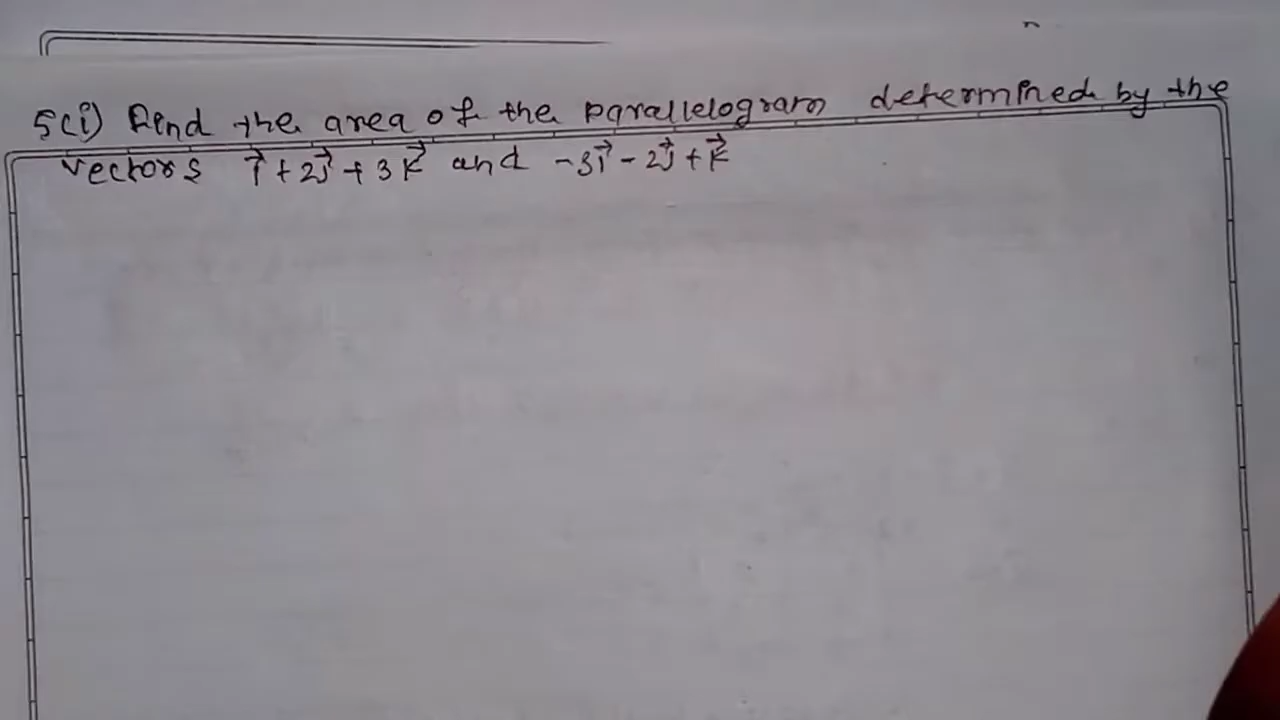 5(i) Find the area of the parallelogram determined by the
vectors i⃗ + 2j⃗ + 3k⃗ and -3i⃗ - 2j⃗ + k⃗